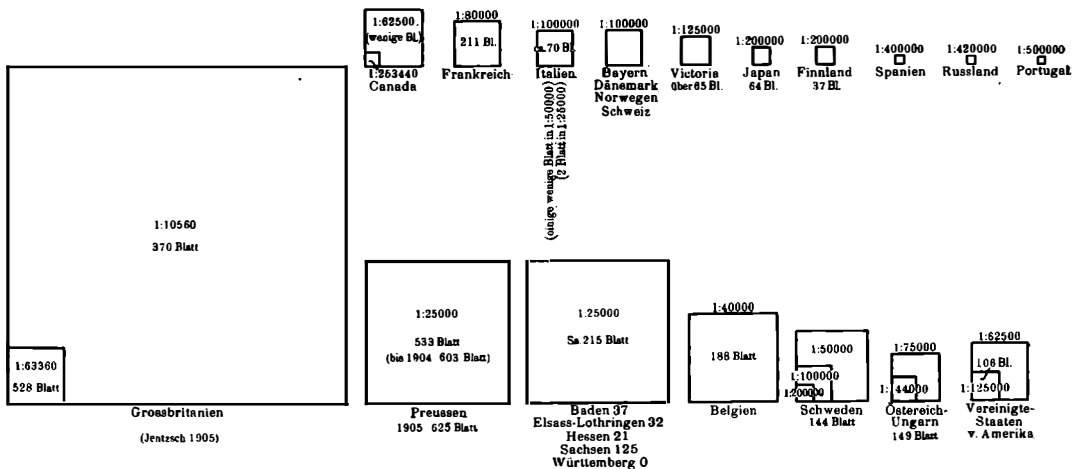 1:62500.
(wenige Bl.)
1:253440
Canada
1:80000
211 Bl.
Frankreich
1:100000
ca. 70 Bl.
Italien
(einige wenige Blatt in 1:50000)
(2 Blatt in 1:25000)
1:100000
Bayern
Dänemark
Norwegen
Schweiz
1:125000
Victoria
über 65 Bl.
1:200000
Japan
64 Bl.
1:200000
Finnland
37 Bl.
1:400000
Spanien
1:420000
Russland
1:500000
Portugal
1:10560
370 Blatt
1:63360
528 Blatt
Grossbritanien
(Jentzsch 1905)
1:25000
533 Blatt
(bis 1904 603 Blatt)
Preussen
1905 625 Blatt
1:25000
Sa. 215 Blatt
Baden 37
Elsass-Lothringen 32
Hessen 21
Sachsen 125
Württemberg 0
1:40000
188 Blatt
Belgien
1:50000
1:100000
1:200000
Schweden
144 Blatt
1:75000
1:144000
Östereich-
Ungarn
149 Blatt
1:62500
106 Bl.
1:125000
Vereinigte-
Staaten
v. Amerika